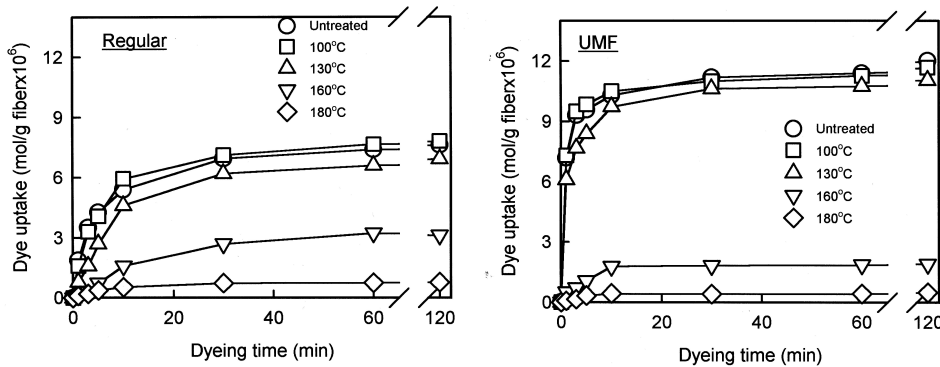 Regular
Untreated
100°C
130°C
160°C
180°C
12
9
6
3
0
Dye uptake (mol/g fiberx10⁶)
0
20
40
60
120
Dyeing time (min)
UMF
Untreated
100°C
130°C
160°C
180°C
12
9
6
3
0
Dye uptake (mol/g fiberx10⁶)
0
20
40
60
120
Dyeing time (min)